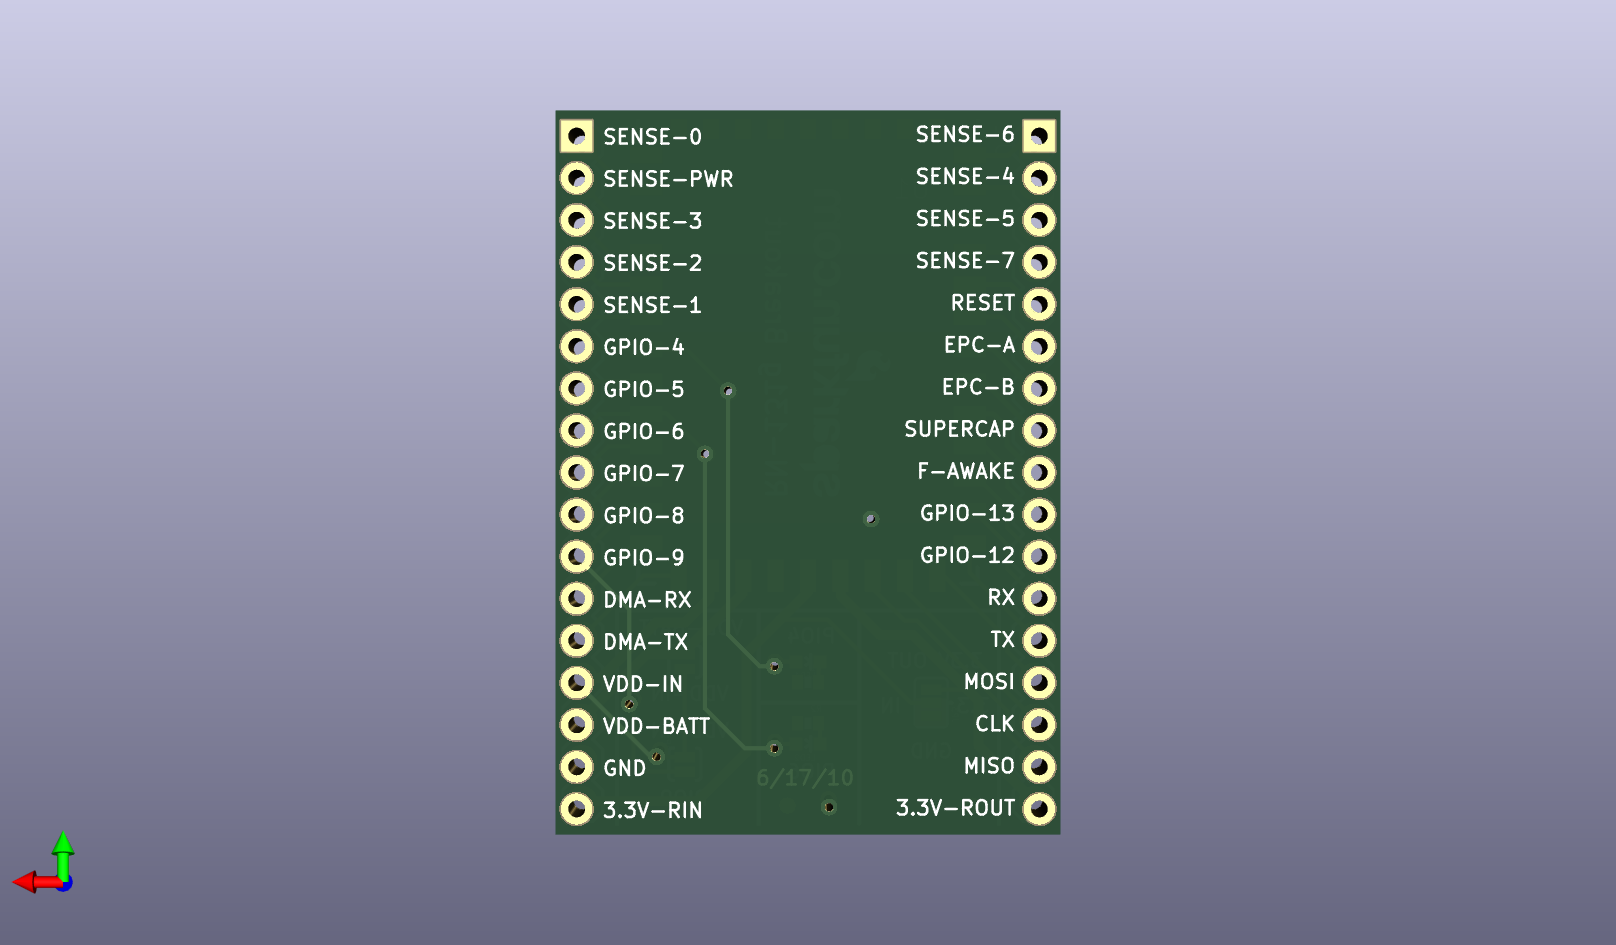 SENSE-0
SENSE-PWR
SENSE-3
SENSE-2
SENSE-1
GPIO-4
GPIO-5
GPIO-6
GPIO-7
GPIO-8
GPIO-9
DMA-RX
DMA-TX
VDD-IN
VDD-BATT
GND
3.3V-RIN
SENSE-6
SENSE-4
SENSE-5
SENSE-7
RESET
EPC-A
EPC-B
SUPERCAP
F-AWAKE
GPIO-13
GPIO-12
RX
TX
MOSI
CLK
MISO
3.3V-ROUT
6/17/10